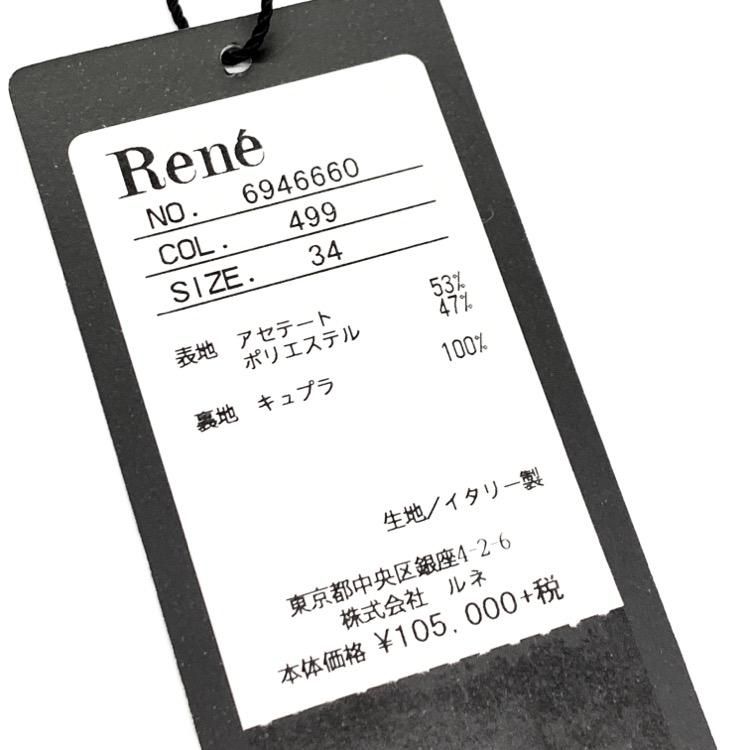 René
NO. 6946660
COL. 499
SIZE. 34
表地 アセテート 53%
ポリエステル 47%
裏地 キュプラ 100%
生地/イタリー製
東京都中央区銀座4-2-6
株式会社 ルネ
本体価格 ¥105,000+税